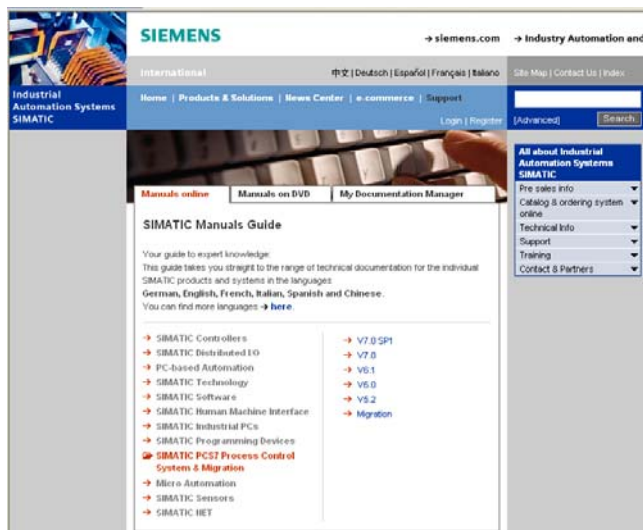 SIEMENS
→ siemens.com
→ Industry Automation and
International
中文 | Deutsch | Español | Français | Italiano
Site Map | Contact Us | Index
Industrial
Automation Systems
SIMATIC
Home | Products & Solutions | News Center | e-commerce | Support
Login | Register
[Advanced]
Search
Manuals online
Manuals on DVD
My Documentation Manager
SIMATIC Manuals Guide
Your guide to expert knowledge:
This guide takes you straight to the range of technical documentation for the individual
SIMATIC products and systems in the languages
German, English, French, Italian, Spanish and Chinese.
You can find more languages → here.
→ SIMATIC Controllers
→ SIMATIC Distributed I/O
→ PC-based Automation
→ SIMATIC Technology
→ SIMATIC Software
→ SIMATIC Human Machine Interface
→ SIMATIC Industrial PCs
→ SIMATIC Programming Devices
SIMATIC PCS7 Process Control
System & Migration
→ Micro Automation
→ SIMATIC Sensors
→ SIMATIC NET
→ V7.0 SP1
→ V7.0
→ V6.1
→ V6.0
→ V5.2
→ Migration
All about Industrial
Automation Systems
SIMATIC
Pre sales info
Catalog & ordering system
online
Technical Info
Support
Training
Contact & Partners